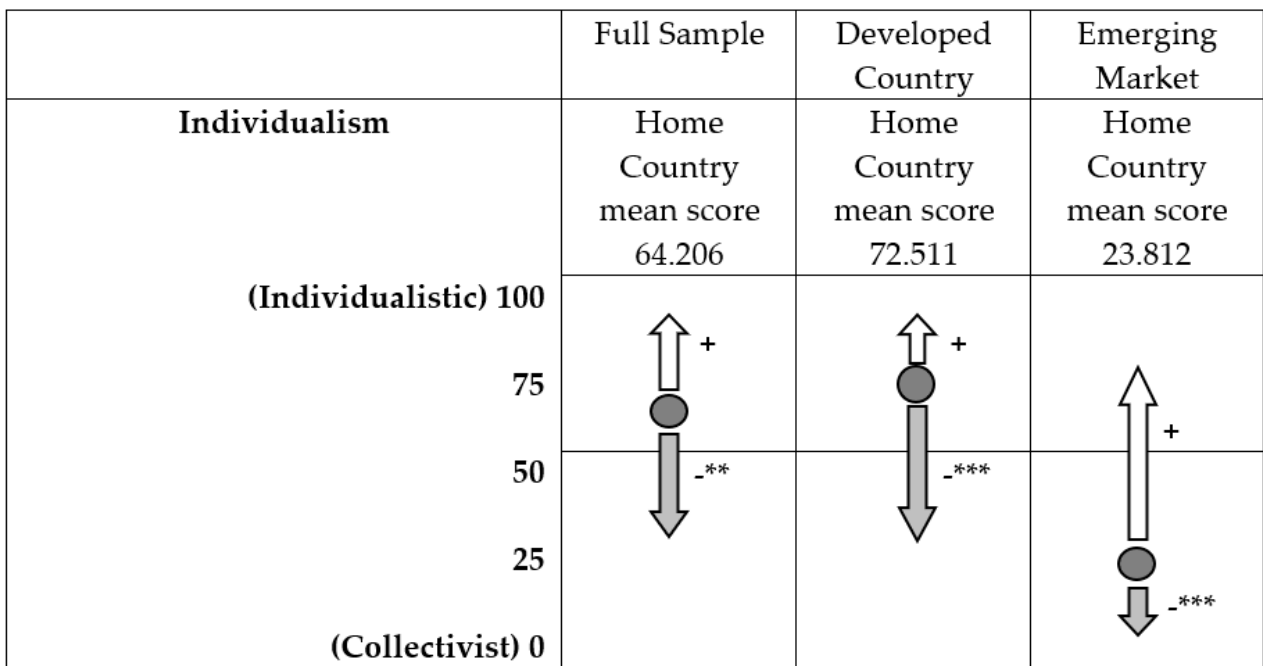 Full Sample
Developed
Country
Emerging
Market
Individualism
Home
Country
mean score
64.206
Home
Country
mean score
72.511
Home
Country
mean score
23.812
(Individualistic) 100
+
+
75
+
50
-**
-***
25
-***
(Collectivist) 0